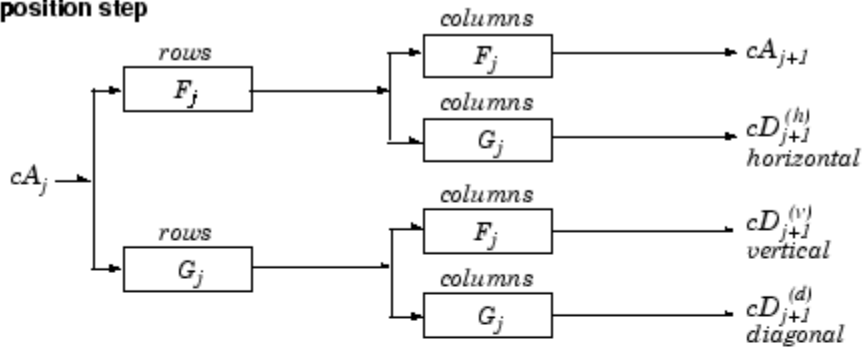 position step
columns
rows
F_j
cA_{j+1}
F_j
columns
G_j
cD_{j+1}^{(h)}
horizontal
cA_j
columns
rows
F_j
cD_{j+1}^{(v)}
vertical
G_j
columns
G_j
cD_{j+1}^{(d)}
diagonal